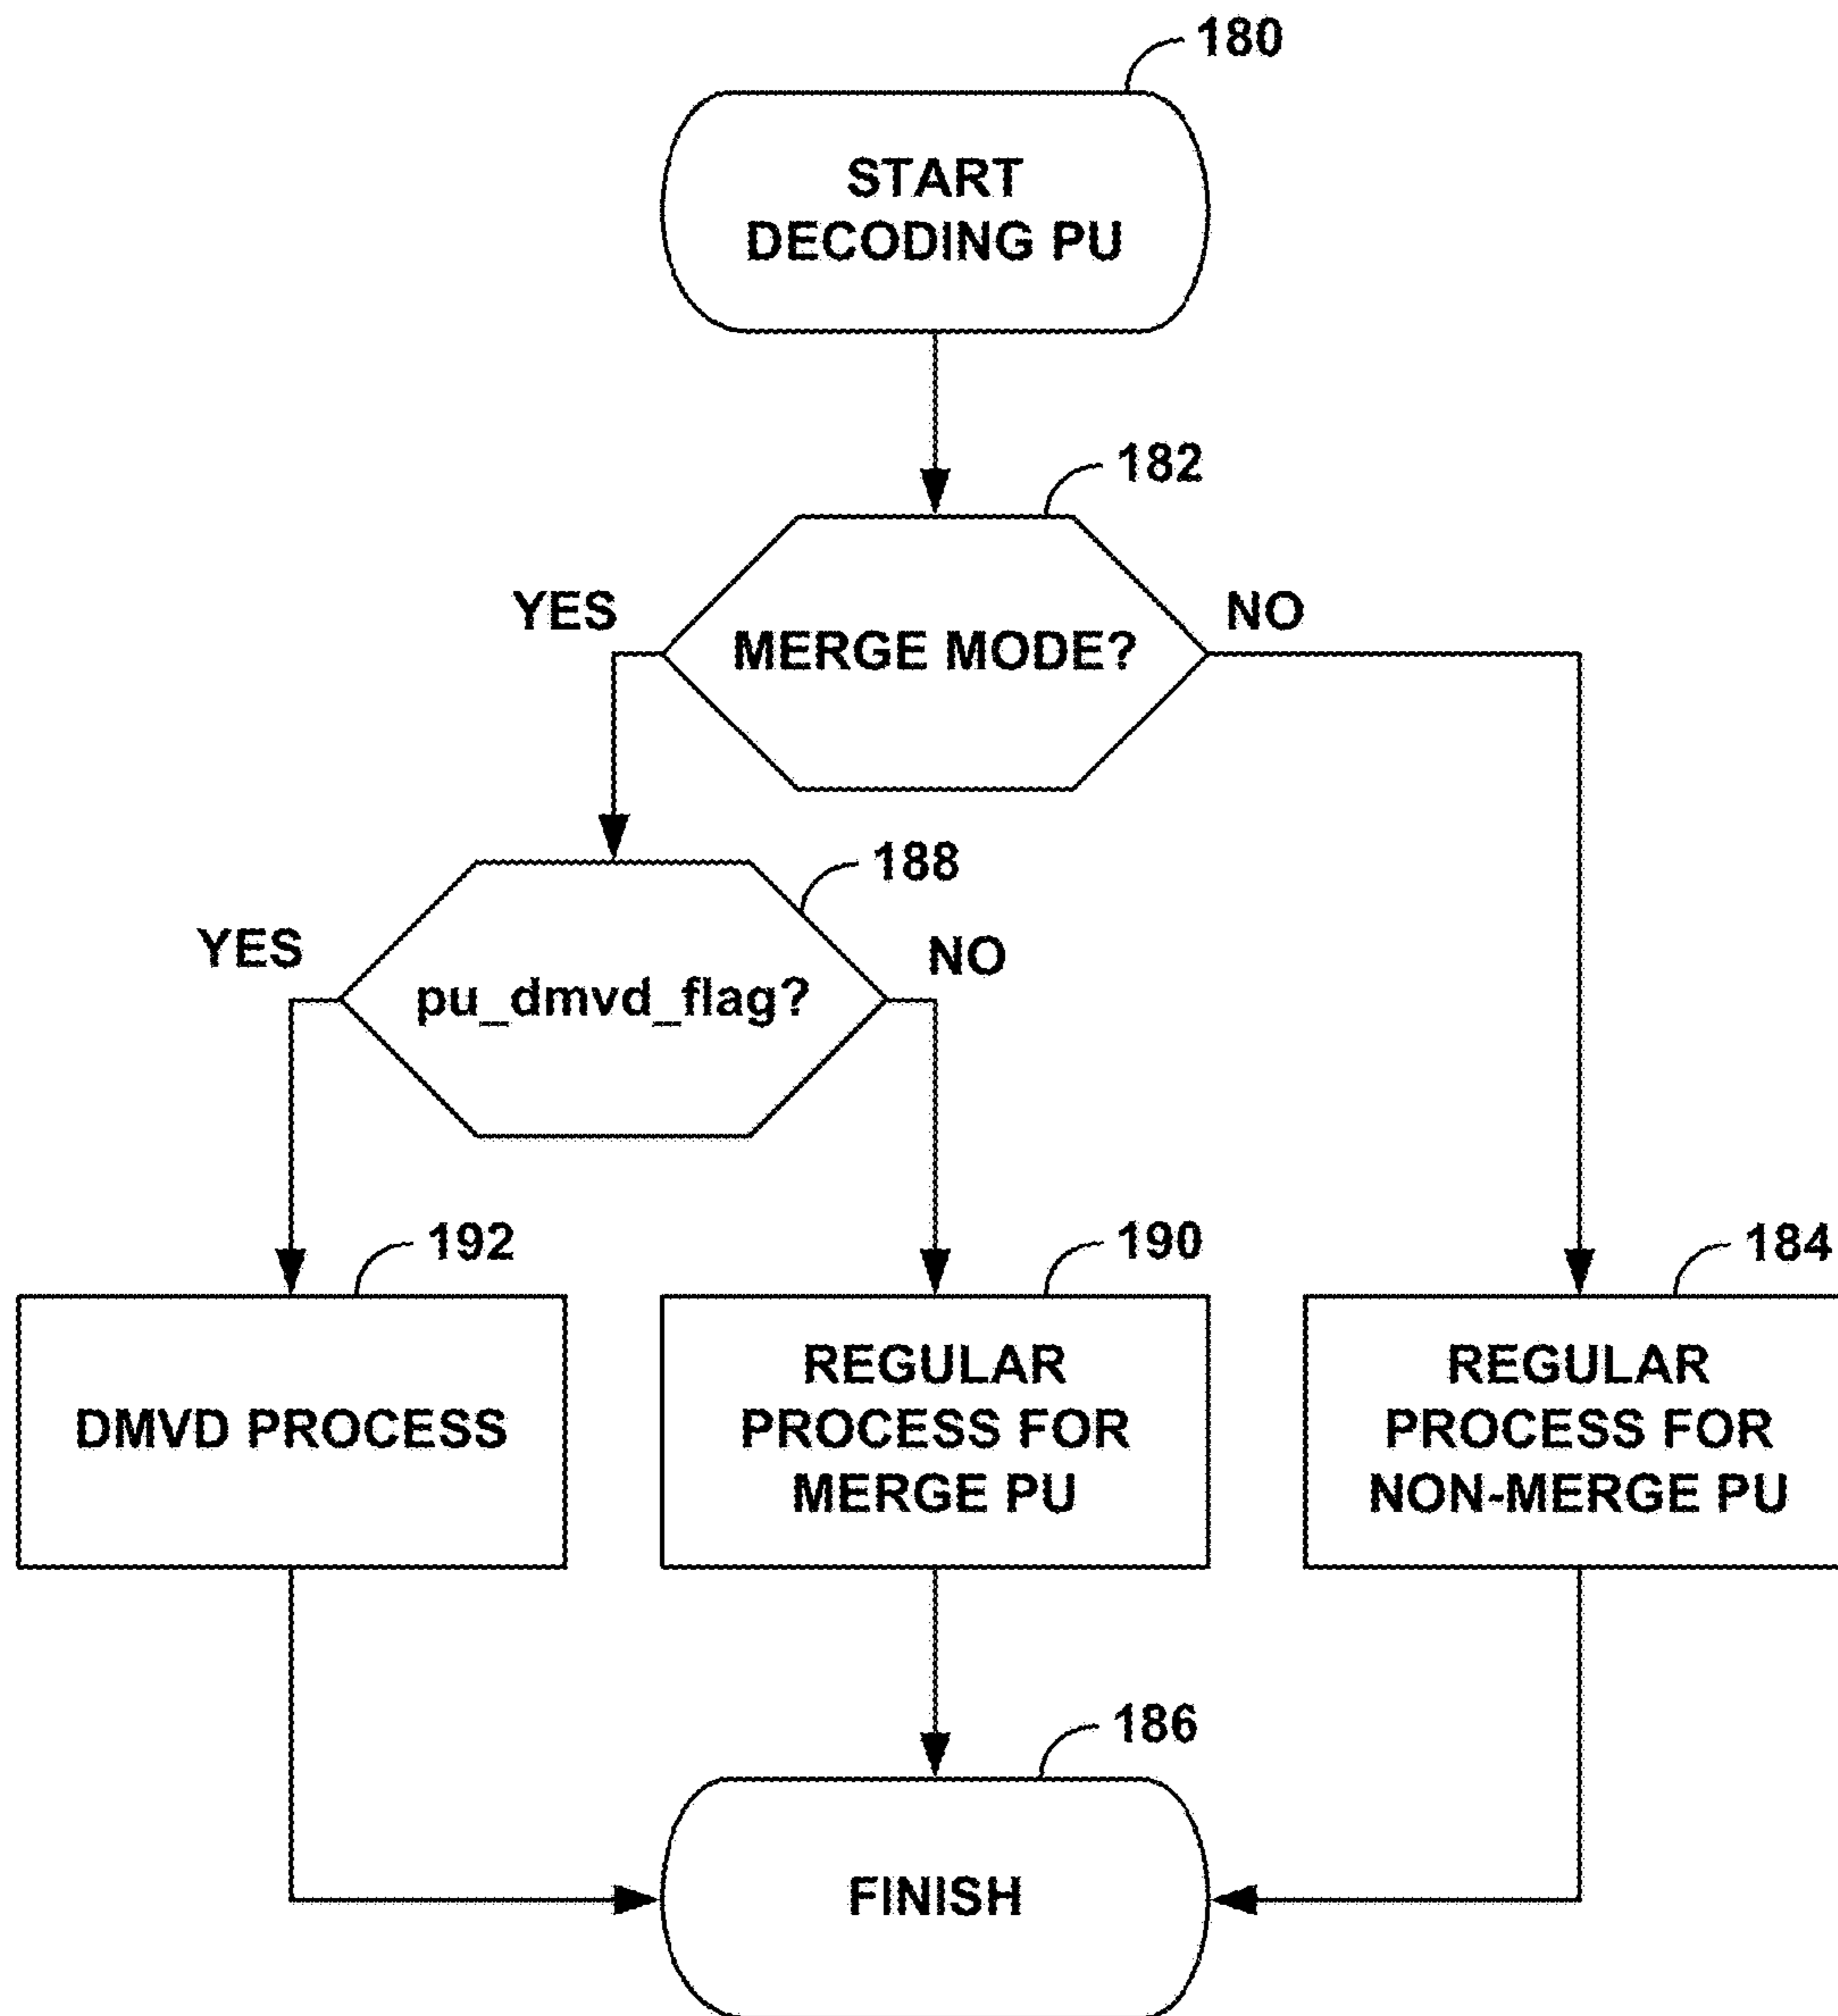 180
START
DECODING PU
182
YES
MERGE MODE?
NO
188
YES
pu_dmvd_flag?
NO
192
DMVD PROCESS
190
REGULAR
PROCESS FOR
MERGE PU
184
REGULAR
PROCESS FOR
NON-MERGE PU
186
FINISH